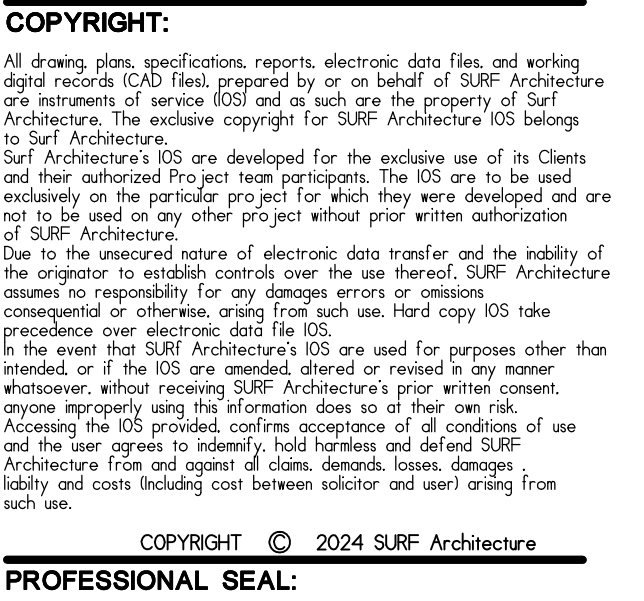 COPYRIGHT:
All drawing, plans, specifications, reports, electronic data files, and working
digital records (CAD files), prepared by or on behalf of SURF Architecture
are instruments of service (IOS) and as such are the property of Surf
Architecture. The exclusive copyright for SURF Architecture IOS belongs
to Surf Architecture.
Surf Architecture's IOS are developed for the exclusive use of its Clients
and their authorized Project team participants. The IOS are to be used
exclusively on the particular project for which they were developed and are
not to be used on any other project without prior written authorization
of SURF Architecture.
Due to the unsecured nature of electronic data transfer and the inability of
the originator to establish controls over the use thereof, SURF Architecture
assumes no responsibility for any damages errors or omissions
consequential or otherwise, arising from such use. Hard copy IOS take
precedence over electronic data file IOS.
In the event that SURf Architecture's IOS are used for purposes other than
intended, or if the IOS are amended, altered or revised in any manner
whatsoever, without receiving SURF Architecture's prior written consent,
anyone improperly using this information does so at their own risk.
Accessing the IOS provided, confirms acceptance of all conditions of use
and the user agrees to indemnify, hold harmless and defend SURF
Architecture from and against all claims, demands, losses, damages ,
liabilty and costs (Including cost between solicitor and user) arising from
such use.
COPYRIGHT © 2024 SURF Architecture
PROFESSIONAL SEAL: